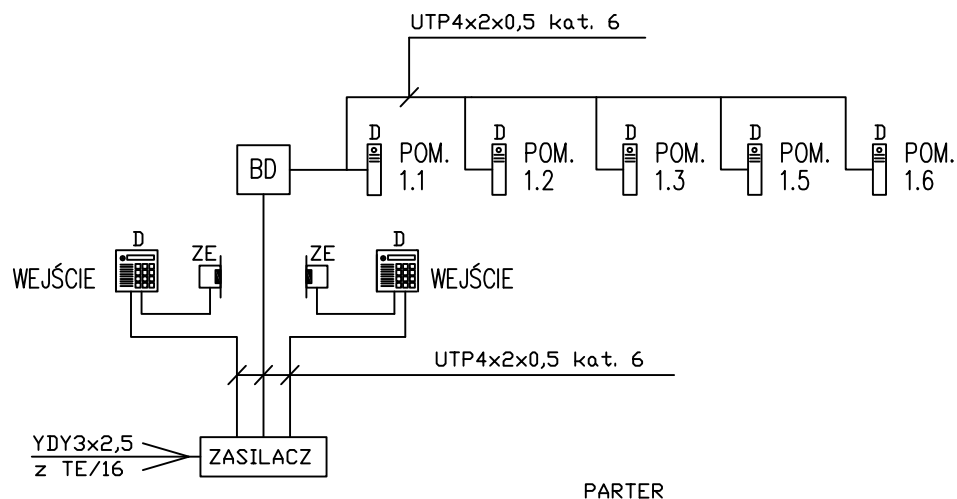 UTP4x2x0,5 kat. 6
D
D
D
D
D
BD
POM.
1.1
POM.
1.2
POM.
1.3
POM.
1.5
POM.
1.6
D
ZE
ZE
D
WEJŚCIE
WEJŚCIE
UTP4x2x0,5 kat. 6
YDY3x2,5
z TE/16
ZASILACZ
PARTER